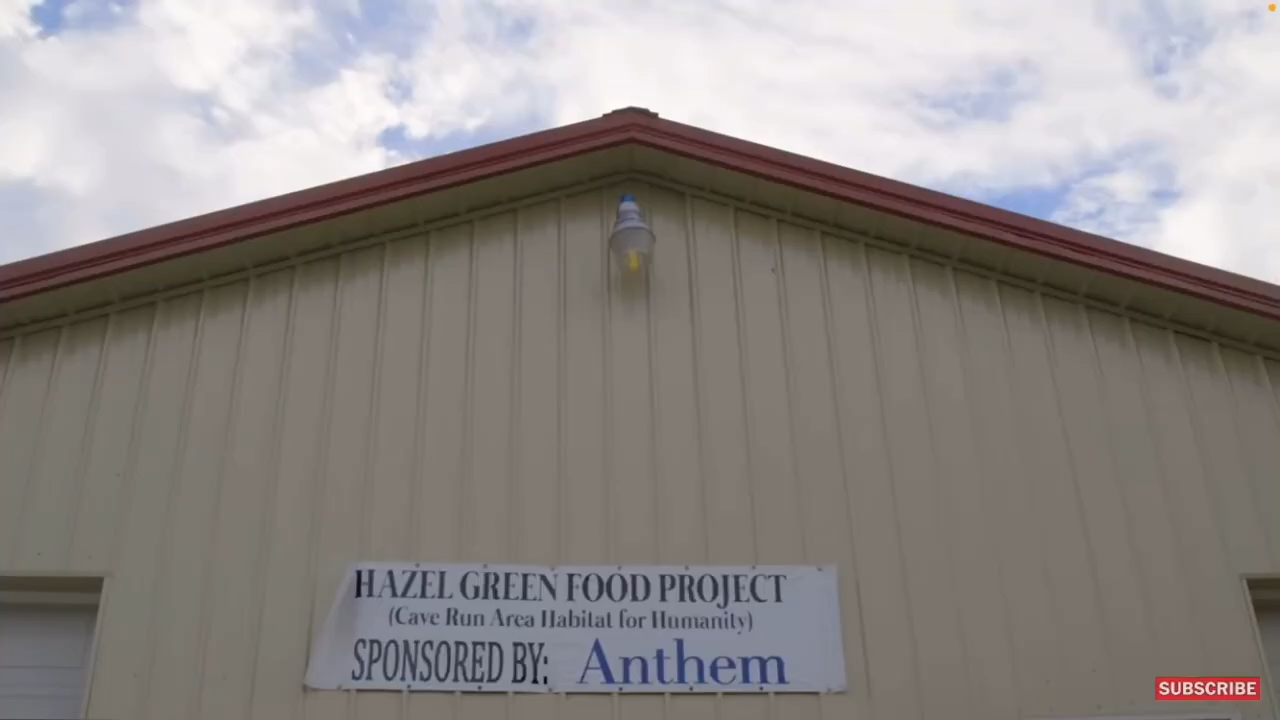 HAZEL GREEN FOOD PROJECT
(Cave Run Area Habitat for Humanity)
SPONSORED BY: Anthem
SUBSCRIBE